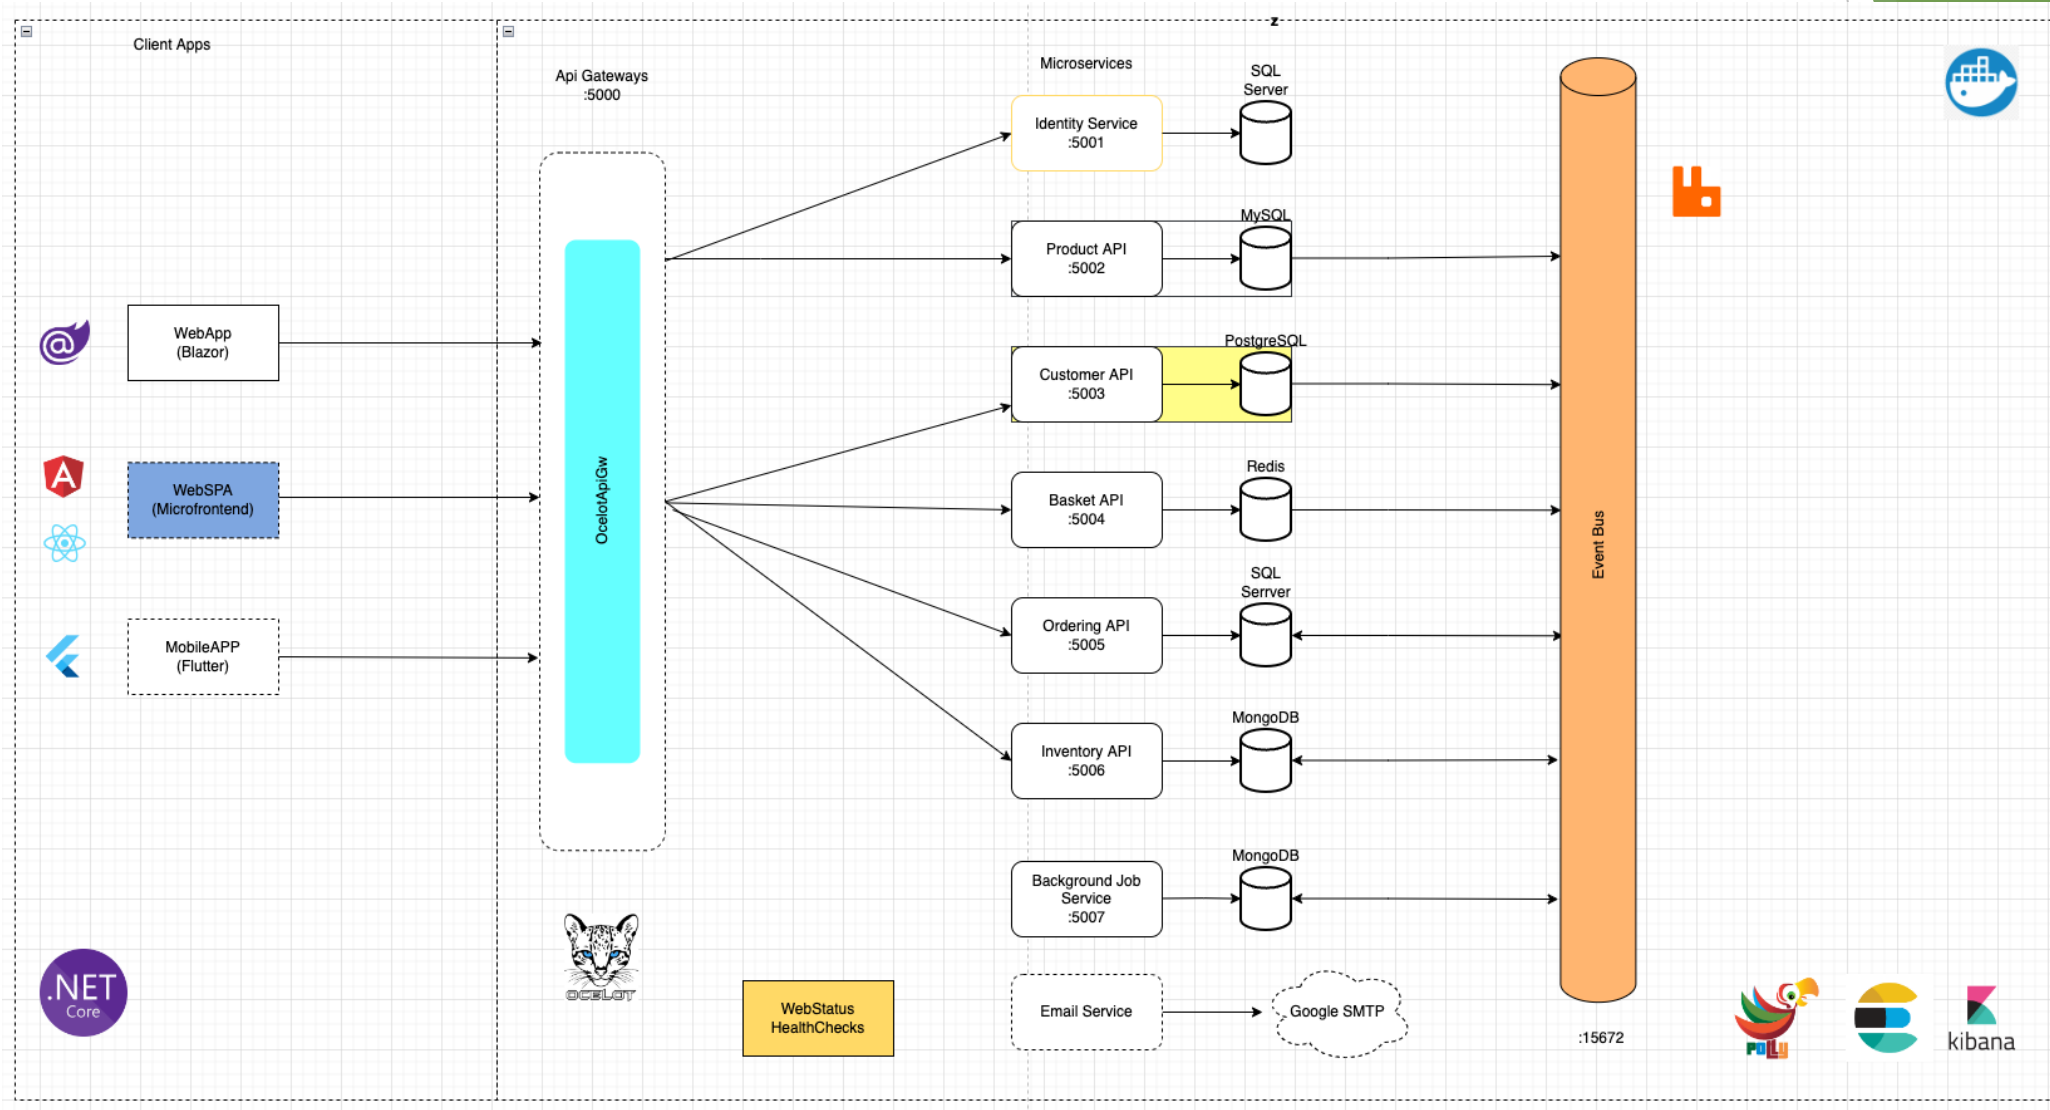 z
Client Apps
Api Gateways
:5000
Microservices
SQL
Server
Identity Service
:5001
MySQL
Product API
:5002
PostgreSQL
Customer API
:5003
Redis
Basket API
:5004
SQL
Serrver
Ordering API
:5005
MongoDB
Inventory API
:5006
MongoDB
Background Job
Service
:5007
Email Service
Google SMTP
WebApp
(Blazor)
WebSPA
(Microfrontend)
MobileAPP
(Flutter)
OcelotApiGw
Event Bus
:15672
.NET
Core
OCELOT
WebStatus
HealthChecks
POLLY
kibana